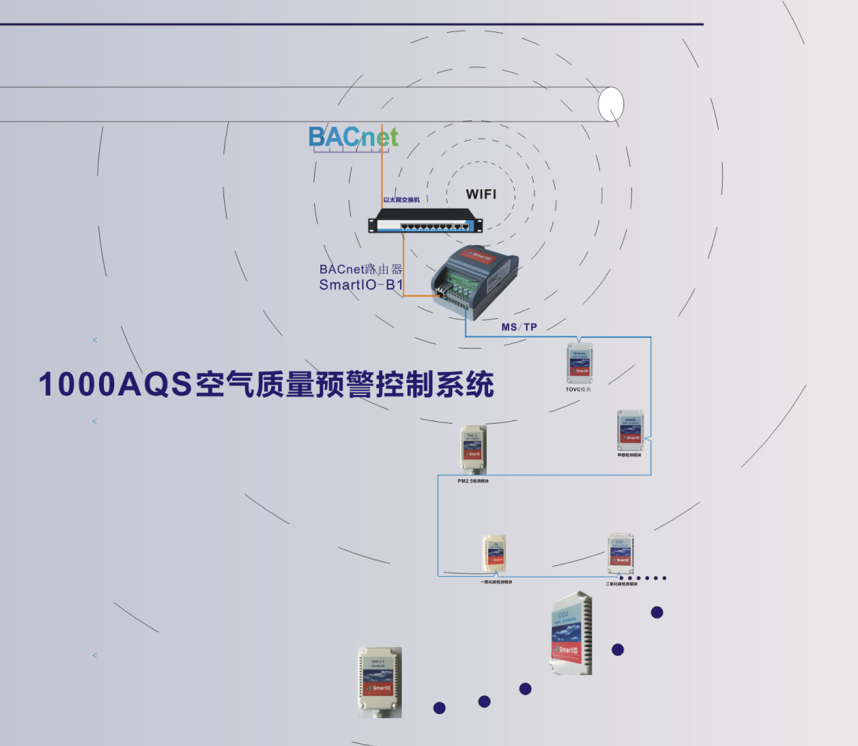 BACnet
WIFI
以太网交换机
SmartIO
BACnet路由器
SmartIO-B1
MS/TP
1000AQS空气质量预警控制系统
TOVC模块
甲醛检测模块
PM2.5检测模块
一氧化碳检测模块
二氧化碳检测模块
CO2
SmartIO
SmartIO